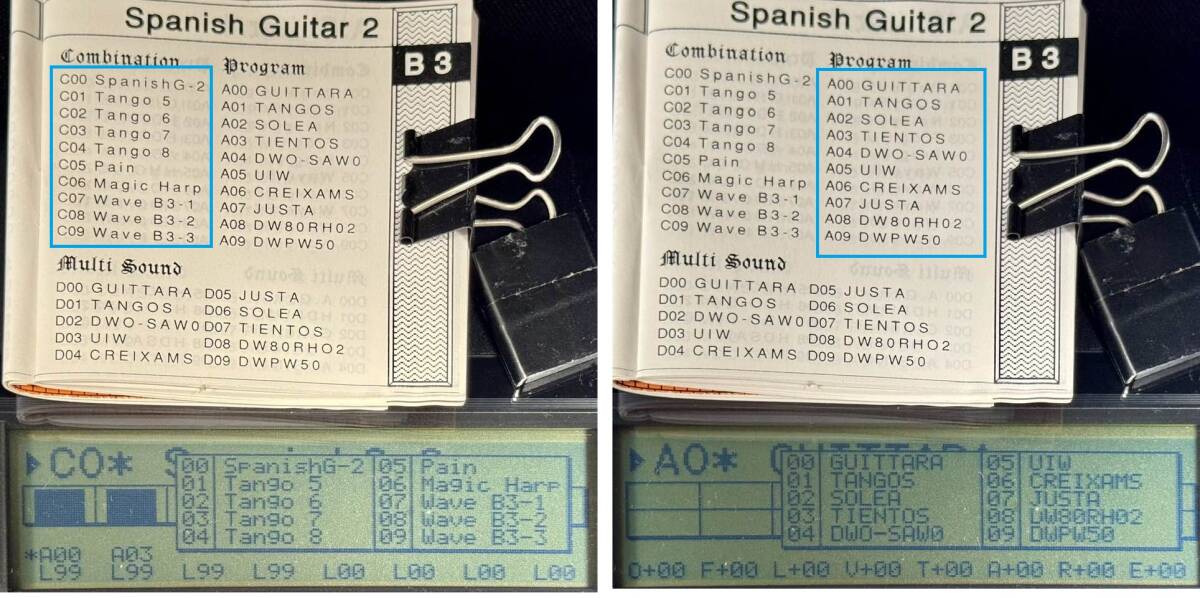 Spanish Guitar 2
B3
Combination
C00 SpanishG-2
C01 Tango 5
C02 Tango 6
C03 Tango 7
C04 Tango 8
C05 Pain
C06 Magic Harp
C07 Wave B3-1
C08 Wave B3-2
C09 Wave B3-3
Program
A00 GUITTARA
A01 TANGOS
A02 SOLEA
A03 TIENTOS
A04 DWO-SAW0
A05 UIW
A06 CREIXAMS
A07 JUSTA
A08 DW80RH02
A09 DWPW50
Multi Sound
D00 GUITTARA D05 JUSTA
D01 TANGOS D06 SOLEA
D02 DWO-SAW0 D07 TIENTOS
D03 UIW D08 DW80RHO2
D04 CREIXAMS D09 DWPW50
C0*
00 SpanishG-2 05 Pain
01 Tango 5 06 Magic Harp
02 Tango 6 07 Wave B3-1
03 Tango 7 08 Wave B3-2
04 Tango 8 09 Wave B3-3
*A00 A03
L99 L99 L99 L99 L00 L00 L00 L00
Spanish Guitar 2
B3
Combination
C00 SpanishG-2
C01 Tango 5
C02 Tango 6
C03 Tango 7
C04 Tango 8
C05 Pain
C06 Magic Harp
C07 Wave B3-1
C08 Wave B3-2
C09 Wave B3-3
Program
A00 GUITTARA
A01 TANGOS
A02 SOLEA
A03 TIENTOS
A04 DWO-SAW0
A05 UIW
A06 CREIXAMS
A07 JUSTA
A08 DW80RH02
A09 DWPW50
Multi Sound
D00 GUITTARA D05 JUSTA
D01 TANGOS D06 SOLEA
D02 DWO-SAW0 D07 TIENTOS
D03 UIW D08 DW80RHO2
D04 CREIXAMS D09 DWPW50
A0*
00 GUITTARA 05 UIW
01 TANGOS 06 CREIXAMS
02 SOLEA 07 JUSTA
03 TIENTOS 08 DW80RH02
04 DWO-SAW0 09 DWPW50
O+00 F+00 L+00 V+00 T+00 A+00 R+00 E+00